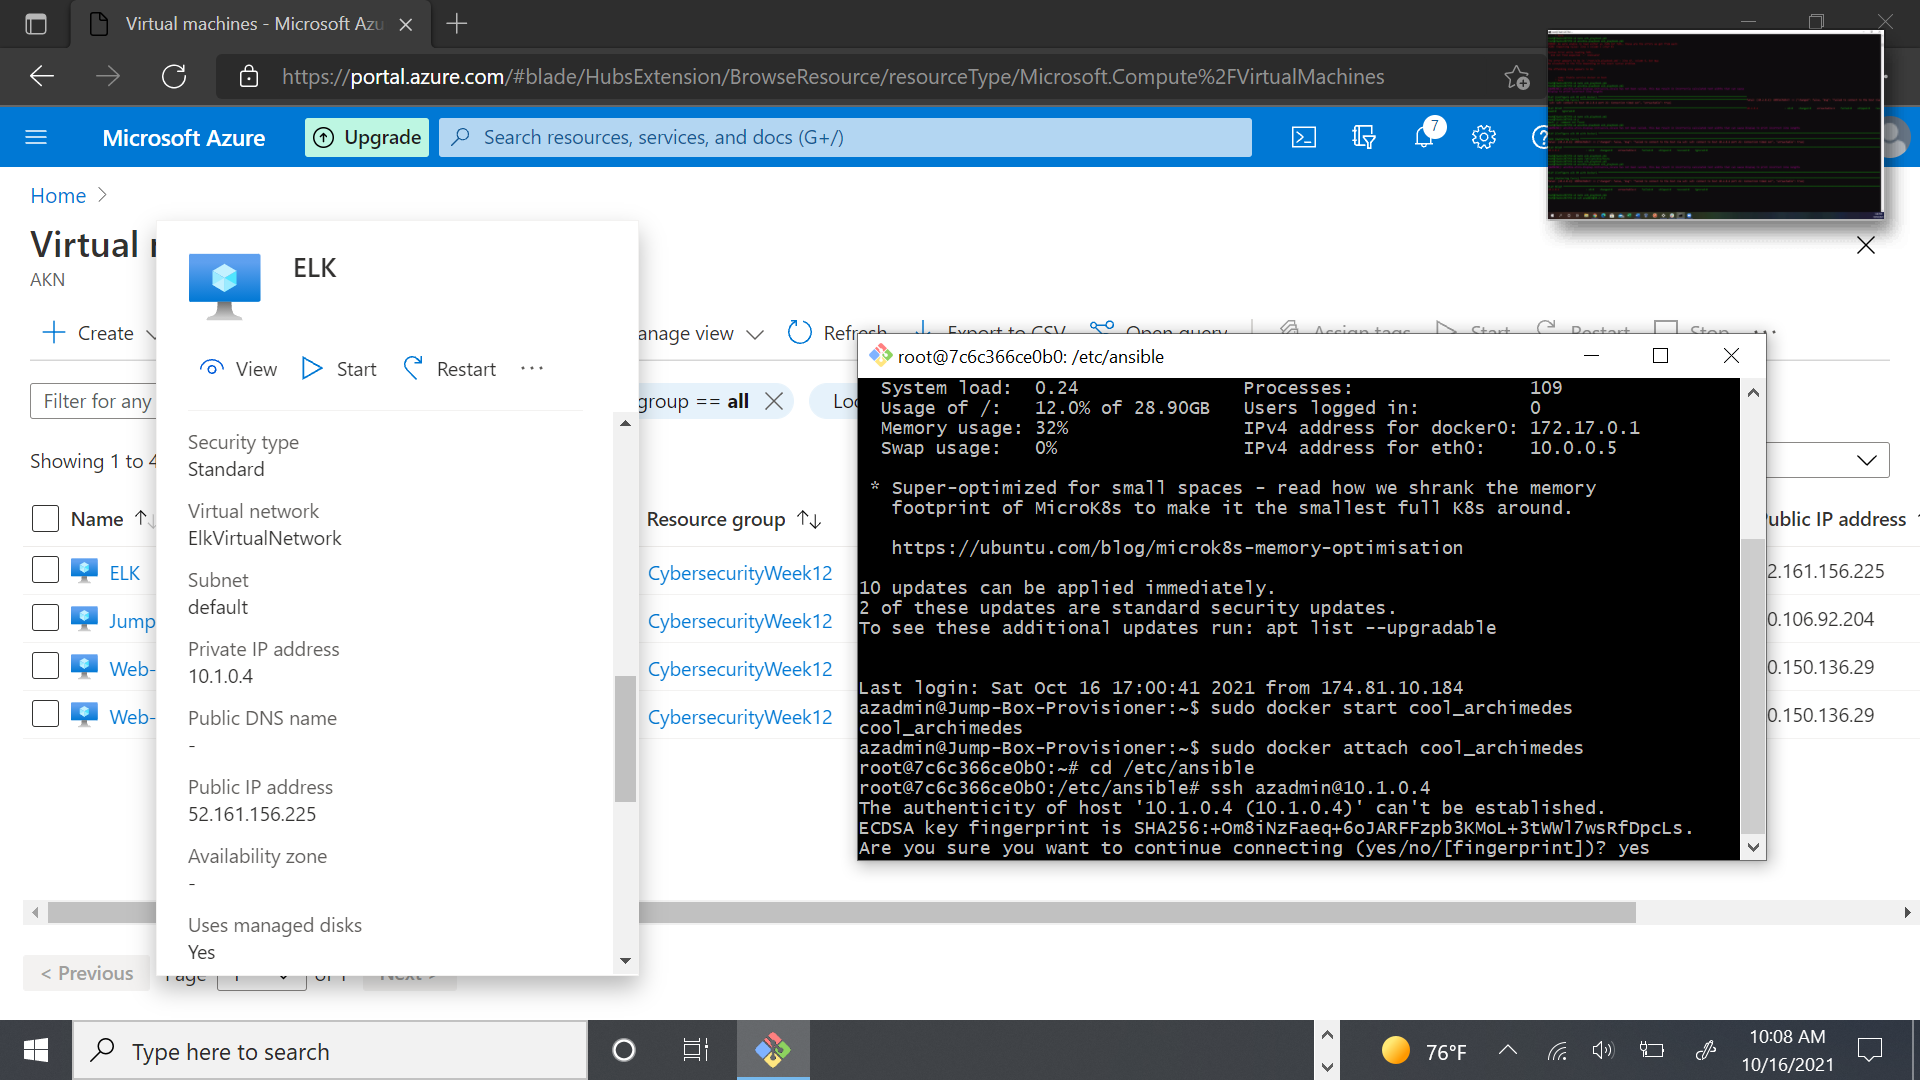 Virtual machines - Microsoft Azu
https://portal.azure.com/#blade/HubsExtension/BrowseResource/resourceType/Microsoft.Compute%2FVirtualMachines
Microsoft Azure
Upgrade
Search resources, services, and docs (G+/)
7
Home
Virtual
AKN
Create
anage view
Refresh
Export to CSV
Open query
Assign tags
Start
Restart
Stop
Filter for any
group == all
Loc
Showing 1 to 4
Name
Resource group
Public IP address
ELK
CybersecurityWeek12
2.161.156.225
Jump
CybersecurityWeek12
0.106.92.204
Web-
CybersecurityWeek12
0.150.136.29
Web-
CybersecurityWeek12
0.150.136.29
< Previous
Page
1
of 1
Next >
ELK
View
Start
Restart
Security type
Standard
Virtual network
ElkVirtualNetwork
Subnet
default
Private IP address
10.1.0.4
Public DNS name
-
Public IP address
52.161.156.225
Availability zone
-
Uses managed disks
Yes
root@7c6c366ce0b0: /etc/ansible
System load: 0.24 Processes: 109
Usage of /: 12.0% of 28.90GB Users logged in: 0
Memory usage: 32% IPv4 address for docker0: 172.17.0.1
Swap usage: 0% IPv4 address for eth0: 10.0.0.5
* Super-optimized for small spaces - read how we shrank the memory
footprint of MicroK8s to make it the smallest full K8s around.
https://ubuntu.com/blog/microk8s-memory-optimisation
10 updates can be applied immediately.
2 of these updates are standard security updates.
To see these additional updates run: apt list --upgradable
Last login: Sat Oct 16 17:00:41 2021 from 174.81.10.184
azadmin@Jump-Box-Provisioner:~$ sudo docker start cool_archimedes
cool_archimedes
azadmin@Jump-Box-Provisioner:~$ sudo docker attach cool_archimedes
root@7c6c366ce0b0:~# cd /etc/ansible
root@7c6c366ce0b0:/etc/ansible# ssh azadmin@10.1.0.4
The authenticity of host '10.1.0.4 (10.1.0.4)' can't be established.
ECDSA key fingerprint is SHA256:+Om8iNzFaeq+6oJARFFzpb3KMoL+3tWWl7wsRfDpcLs.
Are you sure you want to continue connecting (yes/no/[fingerprint])? yes
Type here to search
76°F
10:08 AM
10/16/2021